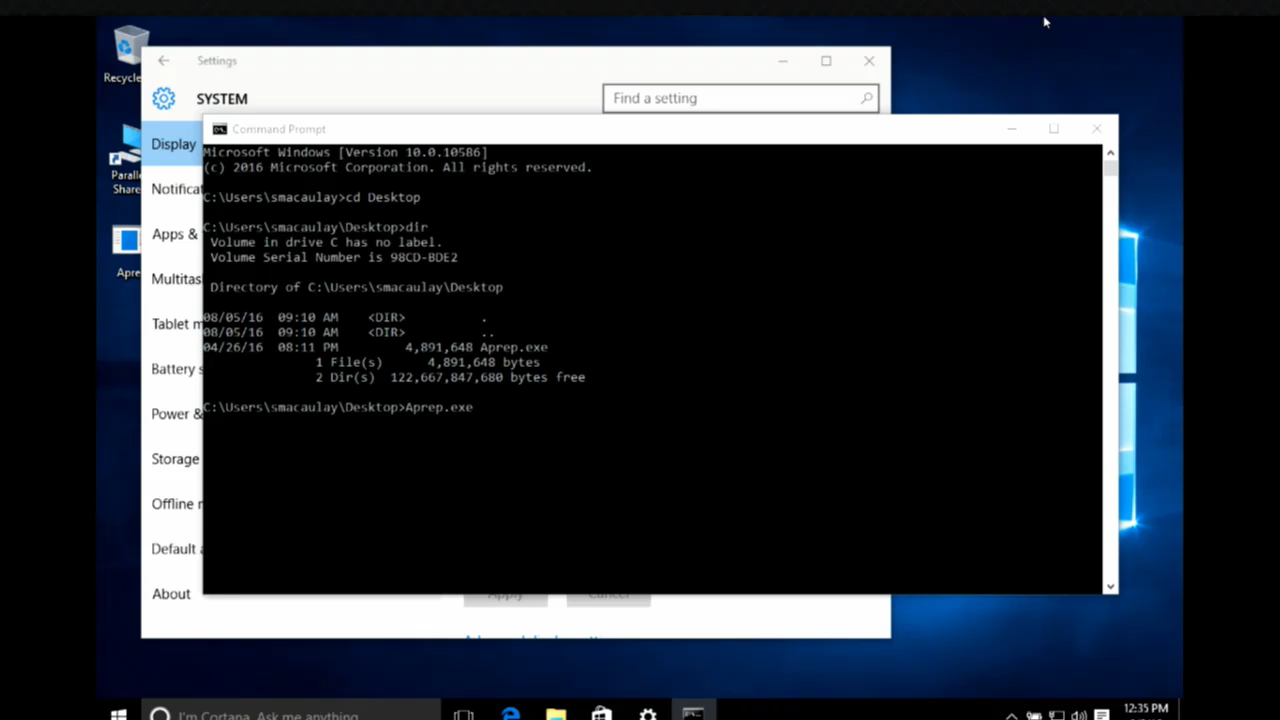 Recycle
Settings
SYSTEM
Find a setting
Command Prompt
Display
Microsoft Windows [Version 10.0.10586]
(c) 2016 Microsoft Corporation. All rights reserved.
Paralle
Share
Notificat
C:\Users\smacaulay>cd Desktop
C:\Users\smacaulay\Desktop>dir
Apps &
Volume in drive C has no label.
Volume Serial Number is 98CD-BDE2
Apre
Multitas
Directory of C:\Users\smacaulay\Desktop
Tablet m
08/05/16 09:10 AM <DIR> .
08/05/16 09:10 AM <DIR> ..
04/26/16 08:11 PM 4,891,648 Aprep.exe
1 File(s) 4,891,648 bytes
Battery s
2 Dir(s) 122,667,847,680 bytes free
Power &
C:\Users\smacaulay\Desktop>Aprep.exe
Storage
Offline m
Default a
About
Apply
Cancel
I'm Cortana. Ask me anything.
12:35 PM